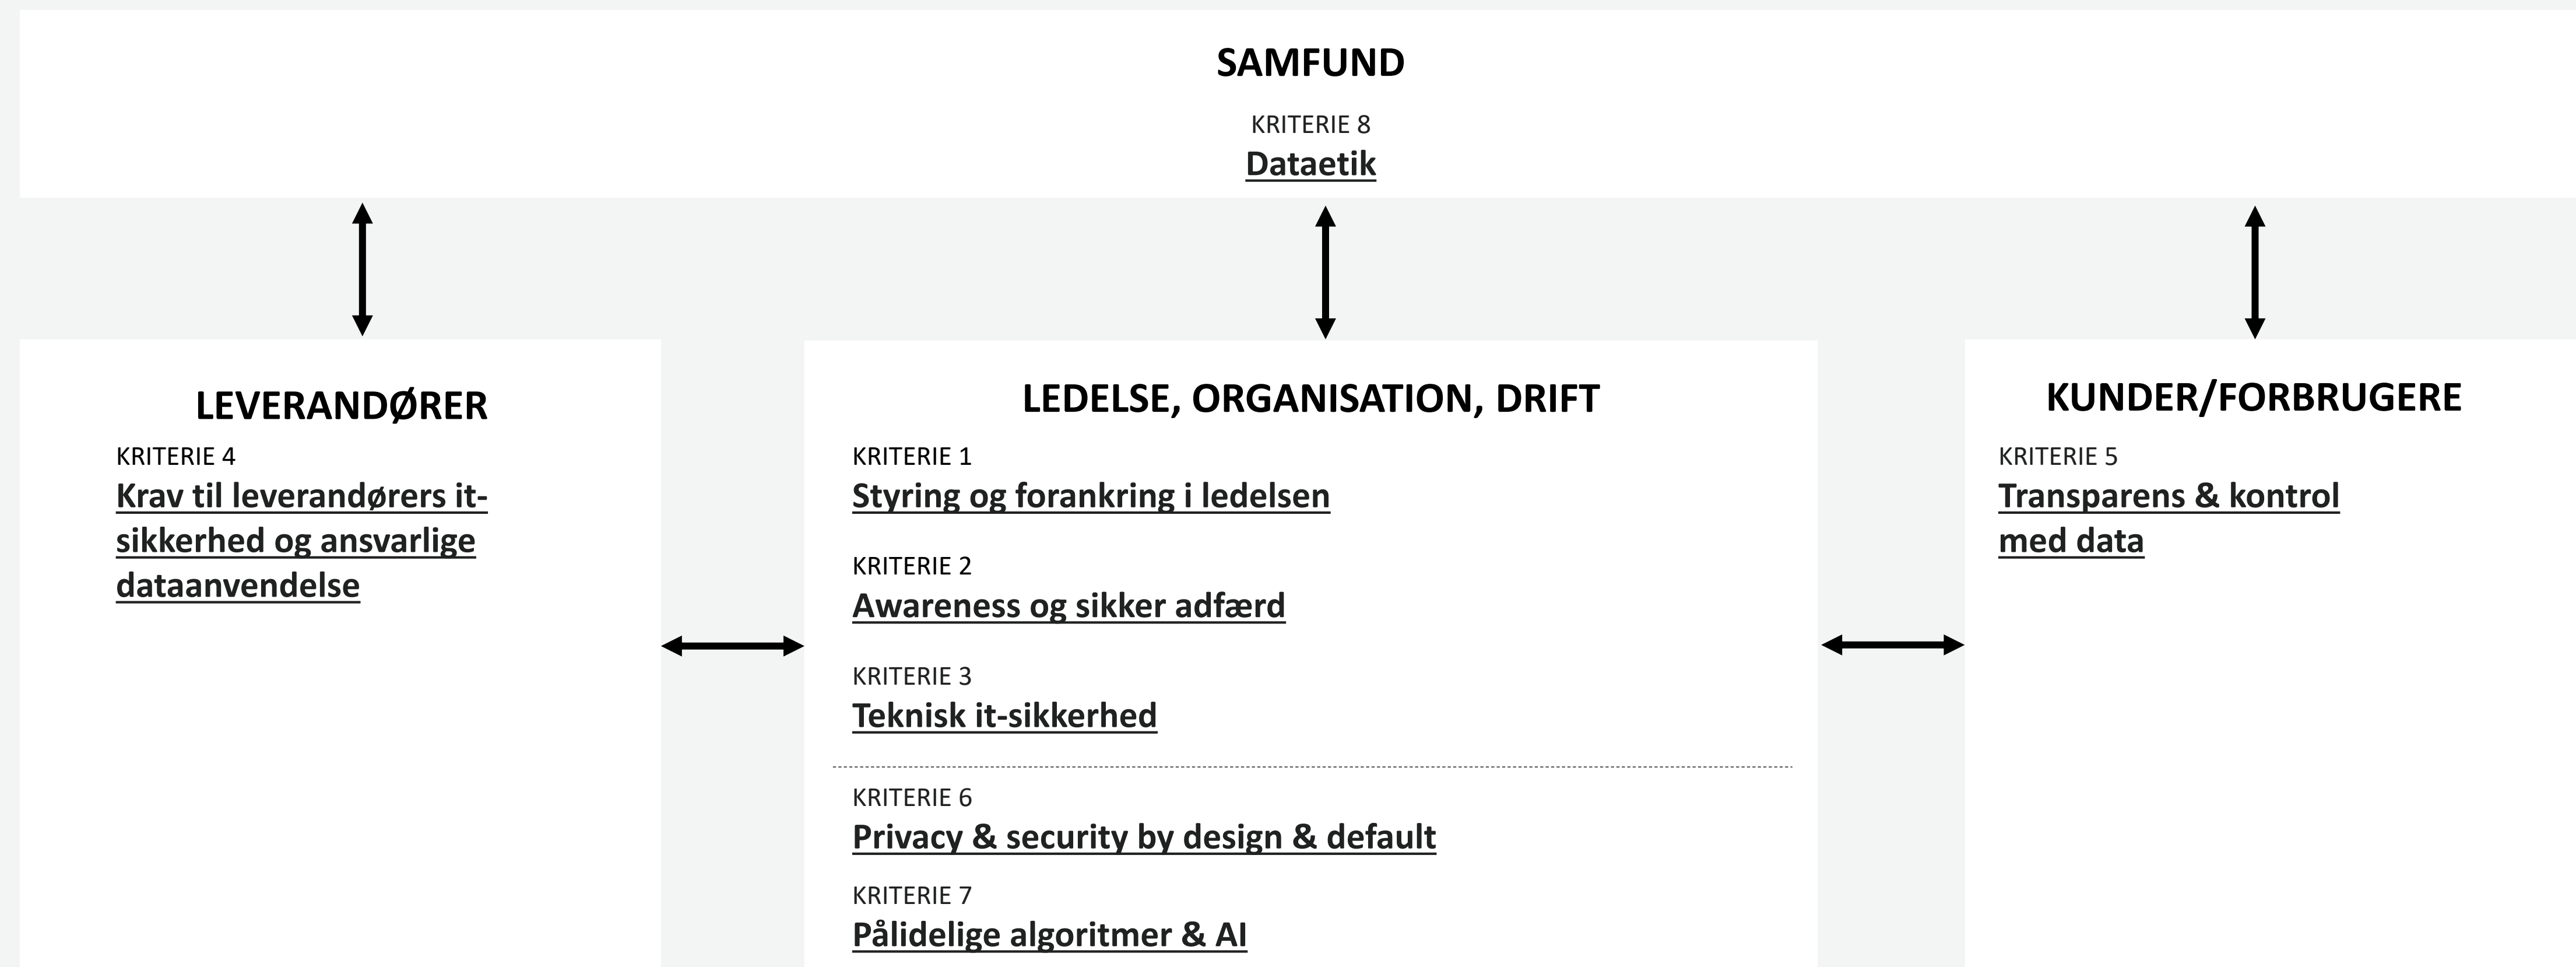 SAMFUND
KRITERIE 8
Dataetik
LEVERANDØRER
KRITERIE 4
Krav til leverandørers it-
sikkerhed og ansvarlige
dataanvendelse
LEDELSE, ORGANISATION, DRIFT
KRITERIE 1
Styring og forankring i ledelsen
KRITERIE 2
Awareness og sikker adfærd
KRITERIE 3
Teknisk it-sikkerhed
KRITERIE 6
Privacy & security by design & default
KRITERIE 7
Pålidelige algoritmer & AI
KUNDER/FORBRUGERE
KRITERIE 5
Transparens & kontrol
med data